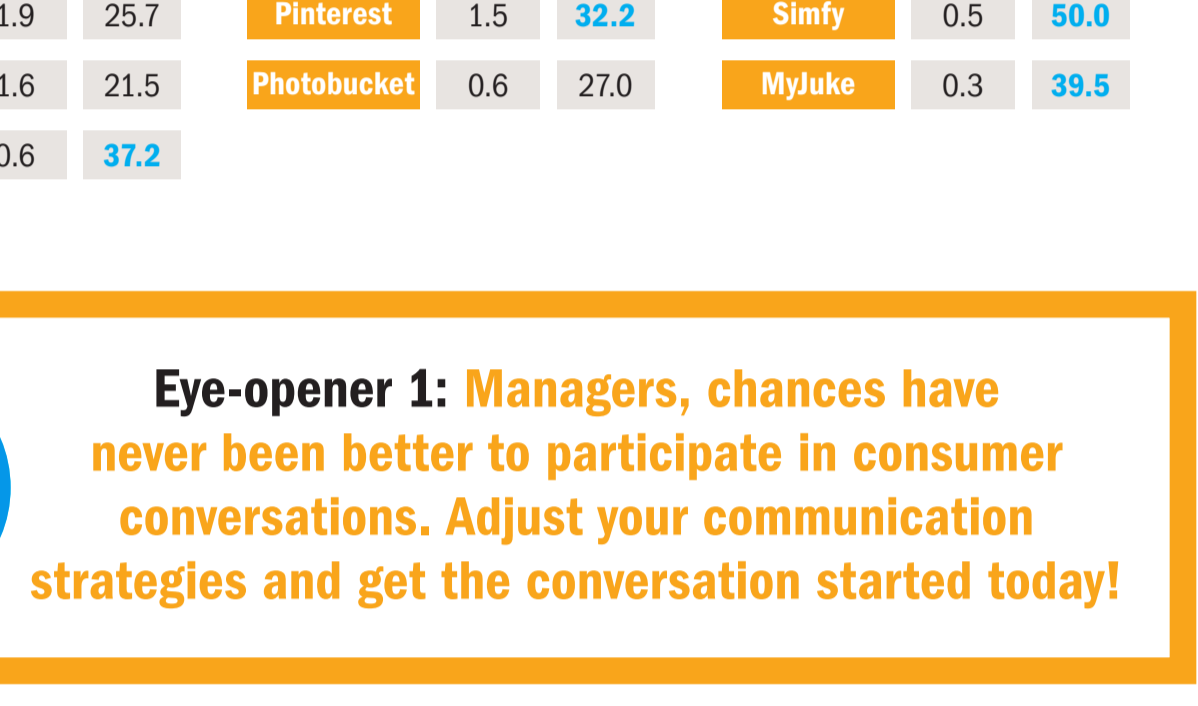 1.9 25.7 Pinterest 1.5 32.2 Simfy 0.5 50.0
1.6 21.5 Photobucket 0.6 27.0 MyJuke 0.3 39.5
0.6 37.2
Eye-opener 1: Managers, chances have
never been better to participate in consumer
conversations. Adjust your communication
strategies and get the conversation started today!